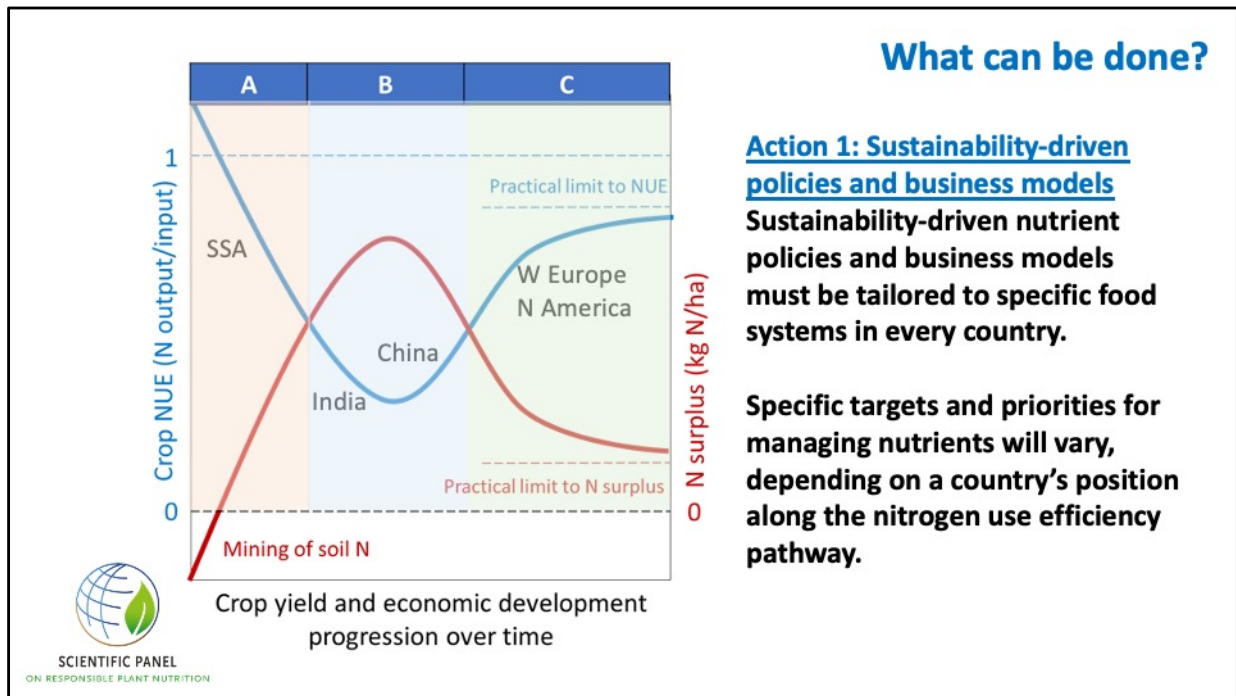 What can be done?
A
B
C
1
Practical limit to NUE
SSA
W Europe
N America
China
India
Practical limit to N surplus
0
0
Mining of soil N
Crop NUE (N output/input)
N surplus (kg N/ha)
Crop yield and economic development
progression over time
Action 1: Sustainability-driven
policies and business models
Sustainability-driven nutrient
policies and business models
must be tailored to specific food
systems in every country.
Specific targets and priorities for
managing nutrients will vary,
depending on a country’s position
along the nitrogen use efficiency
pathway.
SCIENTIFIC PANEL
ON RESPONSIBLE PLANT NUTRITION